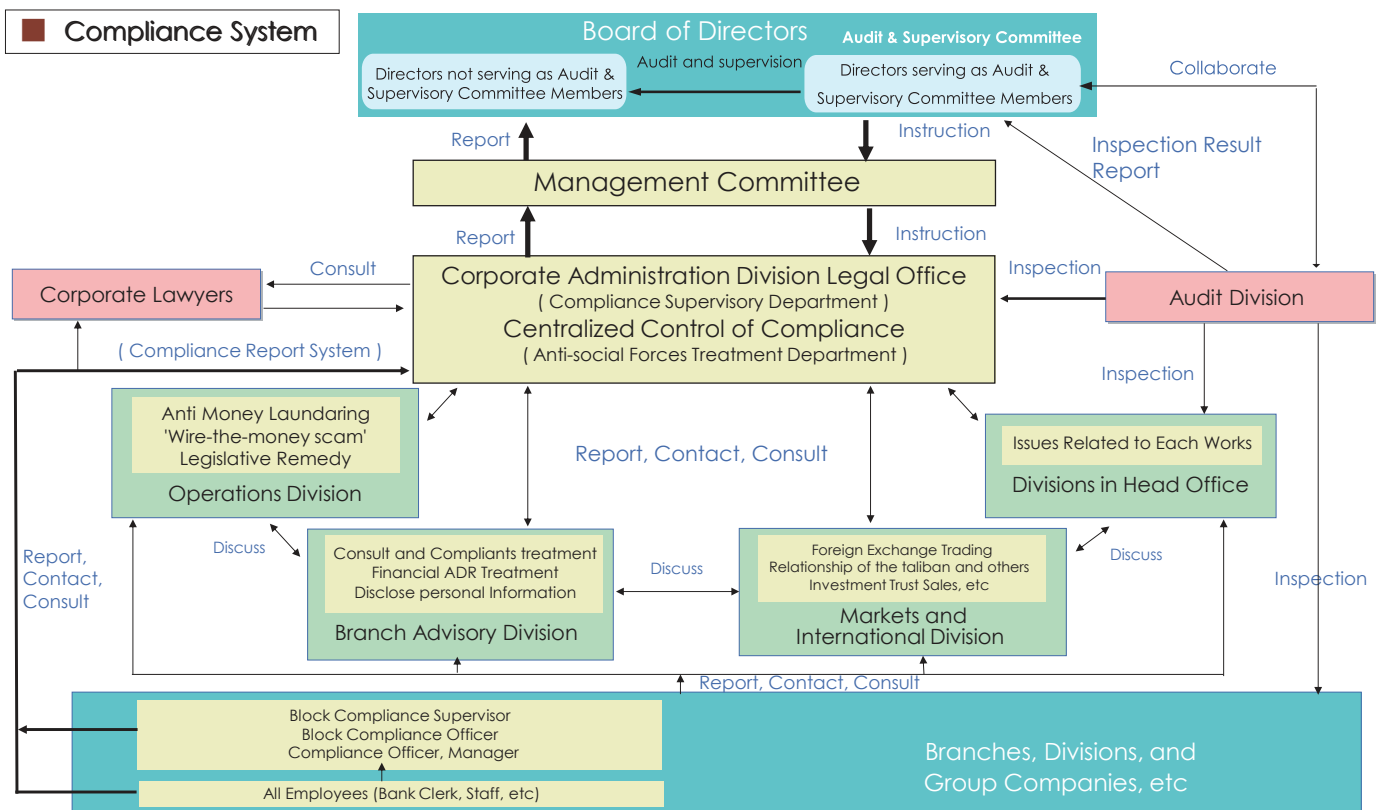 Compliance System
Board of Directors
Audit & Supervisory Committee
Directors not serving as Audit &
Supervisory Committee Members
Audit and supervision
Directors serving as Audit &
Supervisory Committee Members
Collaborate
Report
Instruction
Inspection Result
Report
Management Committee
Report
Instruction
Corporate Lawyers
Consult
Corporate Administration Division Legal Office
( Compliance Supervisory Department )
Centralized Control of Compliance
( Anti-social Forces Treatment Department )
Inspection
Audit Division
( Compliance Report System )
Inspection
Anti Money Laundaring
'Wire-the-money scam'
Legislative Remedy
Operations Division
Report, Contact, Consult
Issues Related to Each Works
Divisions in Head Office
Report,
Contact,
Consult
Discuss
Consult and Compliants treatment
Financial ADR Treatment
Disclose personal Information
Branch Advisory Division
Discuss
Foreign Exchange Trading
Relationship of the taliban and others
Investment Trust Sales, etc
Markets and
International Division
Discuss
Inspection
Report, Contact, Consult
Block Compliance Supervisor
Block Compliance Officer
Compliance Officer, Manager
All Employees (Bank Clerk, Staff, etc)
Branches, Divisions, and
Group Companies, etc